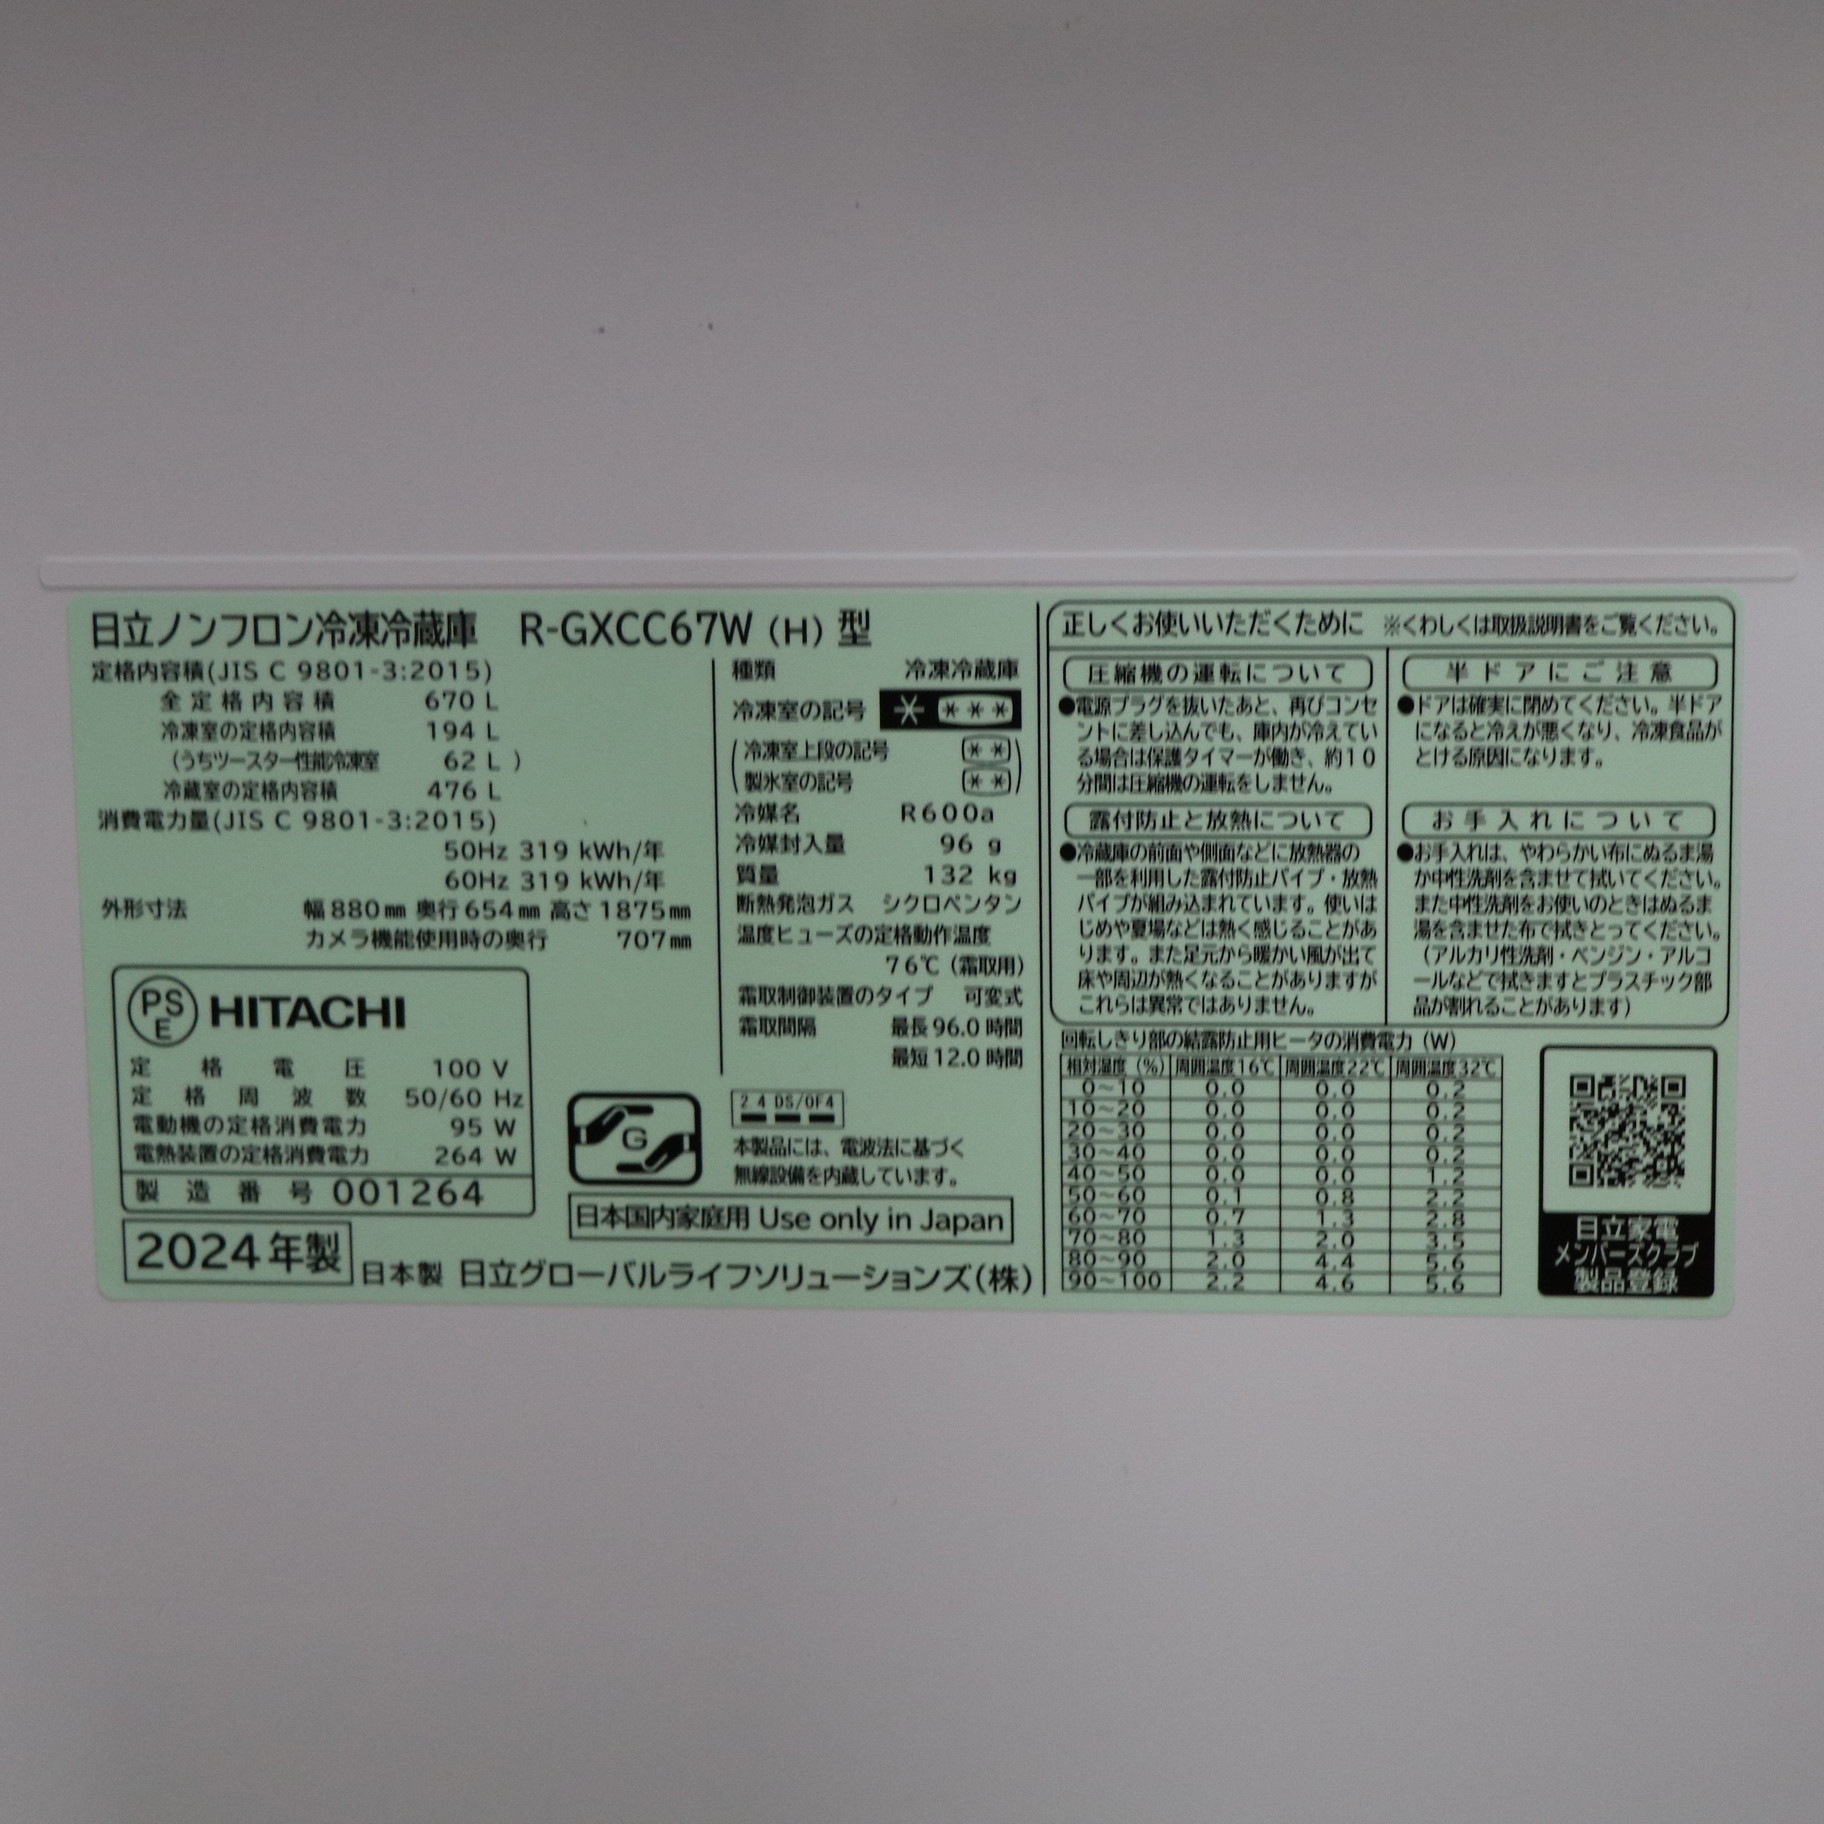 日立ノンフロン冷凍冷蔵庫 R-GXCC67W (H) 型
定格内容積(JIS C 9801-3:2015)
全定格内容積 670 L
冷凍室の定格内容積 194 L
(うちツースター性能冷凍室 62 L )
冷蔵室の定格内容積 476 L
消費電力量(JIS C 9801-3:2015)
50Hz 319 kWh/年
60Hz 319 kWh/年
外形寸法 幅880㎜ 奥行654㎜ 高さ1875㎜
カメラ機能使用時の奥行 707㎜
PS
E
HITACHI
定格電圧 100 V
定格周波数 50/60 Hz
電動機の定格消費電力 95 W
電熱装置の定格消費電力 264 W
製造番号 001264
2024年製
日本製 日立グローバルライフソリューションズ(株)
種類 冷凍冷蔵庫
冷凍室の記号
冷凍室上段の記号
製氷室の記号
冷媒名 R600a
冷媒封入量 96 g
質量 132 kg
断熱発泡ガス シクロペンタン
温度ヒューズの定格動作温度
76℃(霜取用)
霜取制御装置のタイプ 可変式
霜取間隔 最長96.0時間
最短12.0時間
G
2.4 DS/OF4
本製品には、電波法に基づく
無線設備を内蔵しています。
日本国内家庭用 Use only in Japan
正しくお使いいただくために ※くわしくは取扱説明書をご覧ください。
圧縮機の運転について
●電源プラグを抜いたあと、再びコンセ
ントに差し込んでも、庫内が冷えてい
る場合は保護タイマーが働き、約10
分間は圧縮機の運転をしません。
半ドアにご注意
●ドアは確実に閉めてください。半ドア
になると冷えが悪くなり、冷凍食品が
とける原因になります。
露付防止と放熱について
●冷蔵庫の前面や側面などに放熱器の
一部を利用した露付防止パイプ・放熱
パイプが組み込まれています。使いは
じめや夏場などは熱く感じることがあ
ります。また足元から暖かい風が出て
床や周辺が熱くなることがありますが
これらは異常ではありません。
お手入れについて
●お手入れは、やわらかい布にぬるま湯
か中性洗剤を含ませて拭いてください。
また中性洗剤をお使いのときはぬるま
湯を含ませた布で拭きとってください。
(アルカリ性洗剤・ベンジン・アルコ
ールなどで拭きますとプラスチック部
品が割れることがあります)
回転しきり部の結露防止用ヒータの消費電力(W)
相対湿度(%) 周囲温度16℃ 周囲温度22℃ 周囲温度32℃
0~10 0.0 0.0 0.2
10~20 0.0 0.0 0.2
20~30 0.0 0.0 0.2
30~40 0.0 0.0 0.2
40~50 0.0 0.0 1.2
50~60 0.1 0.8 2.2
60~70 0.7 1.3 2.8
70~80 1.3 2.0 3.5
80~90 2.0 4.4 5.6
90~100 2.2 4.6 5.6
日立家電
メンバーズクラブ
製品登録